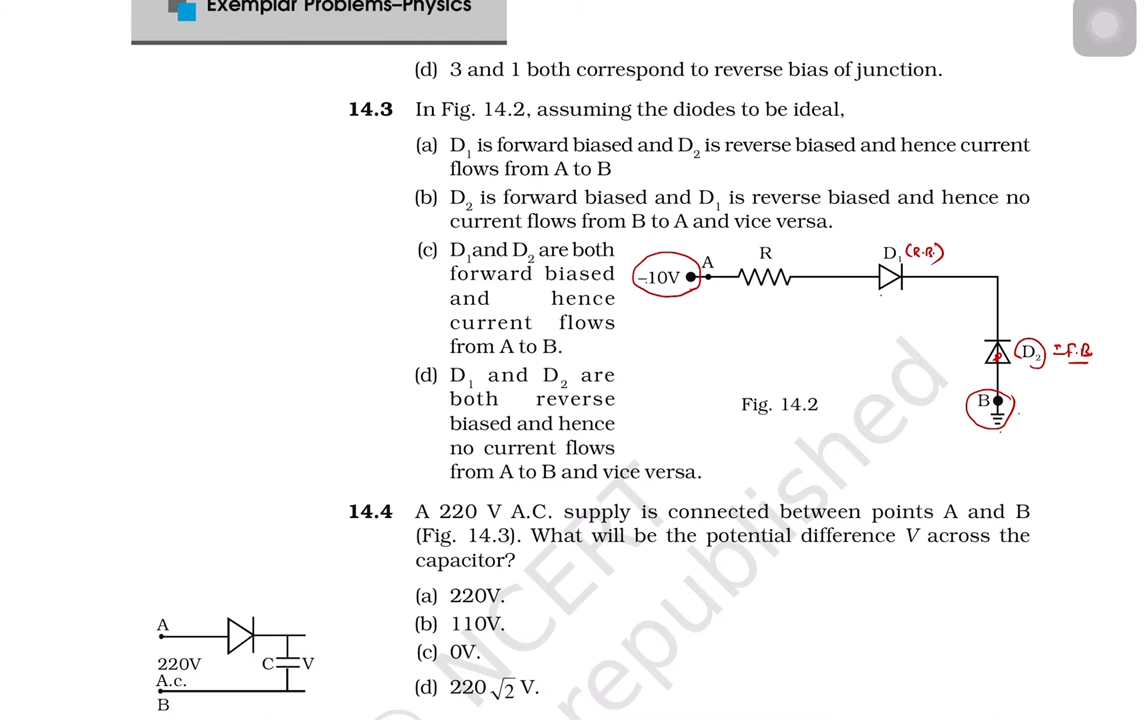 Exemplar Problems–Physics
(d) 3 and 1 both correspond to reverse bias of junction.
14.3 In Fig. 14.2, assuming the diodes to be ideal,
(a) D1 is forward biased and D2 is reverse biased and hence current
flows from A to B
(b) D2 is forward biased and D1 is reverse biased and hence no
current flows from B to A and vice versa.
(c) D1and D2 are both
forward biased
and hence
current flows
from A to B.
(d) D1 and D2 are
both reverse
biased and hence
no current flows
from A to B and vice versa.
–10V A R D1 (R.B.)
(D2) = F.B
B
Fig. 14.2
14.4 A 220 V A.C. supply is connected between points A and B
(Fig. 14.3). What will be the potential difference V across the
capacitor?
(a) 220V.
(b) 110V.
(c) 0V.
(d) 220 √2 V.
A
220V C V
A.c.
B
© NCERT
republished